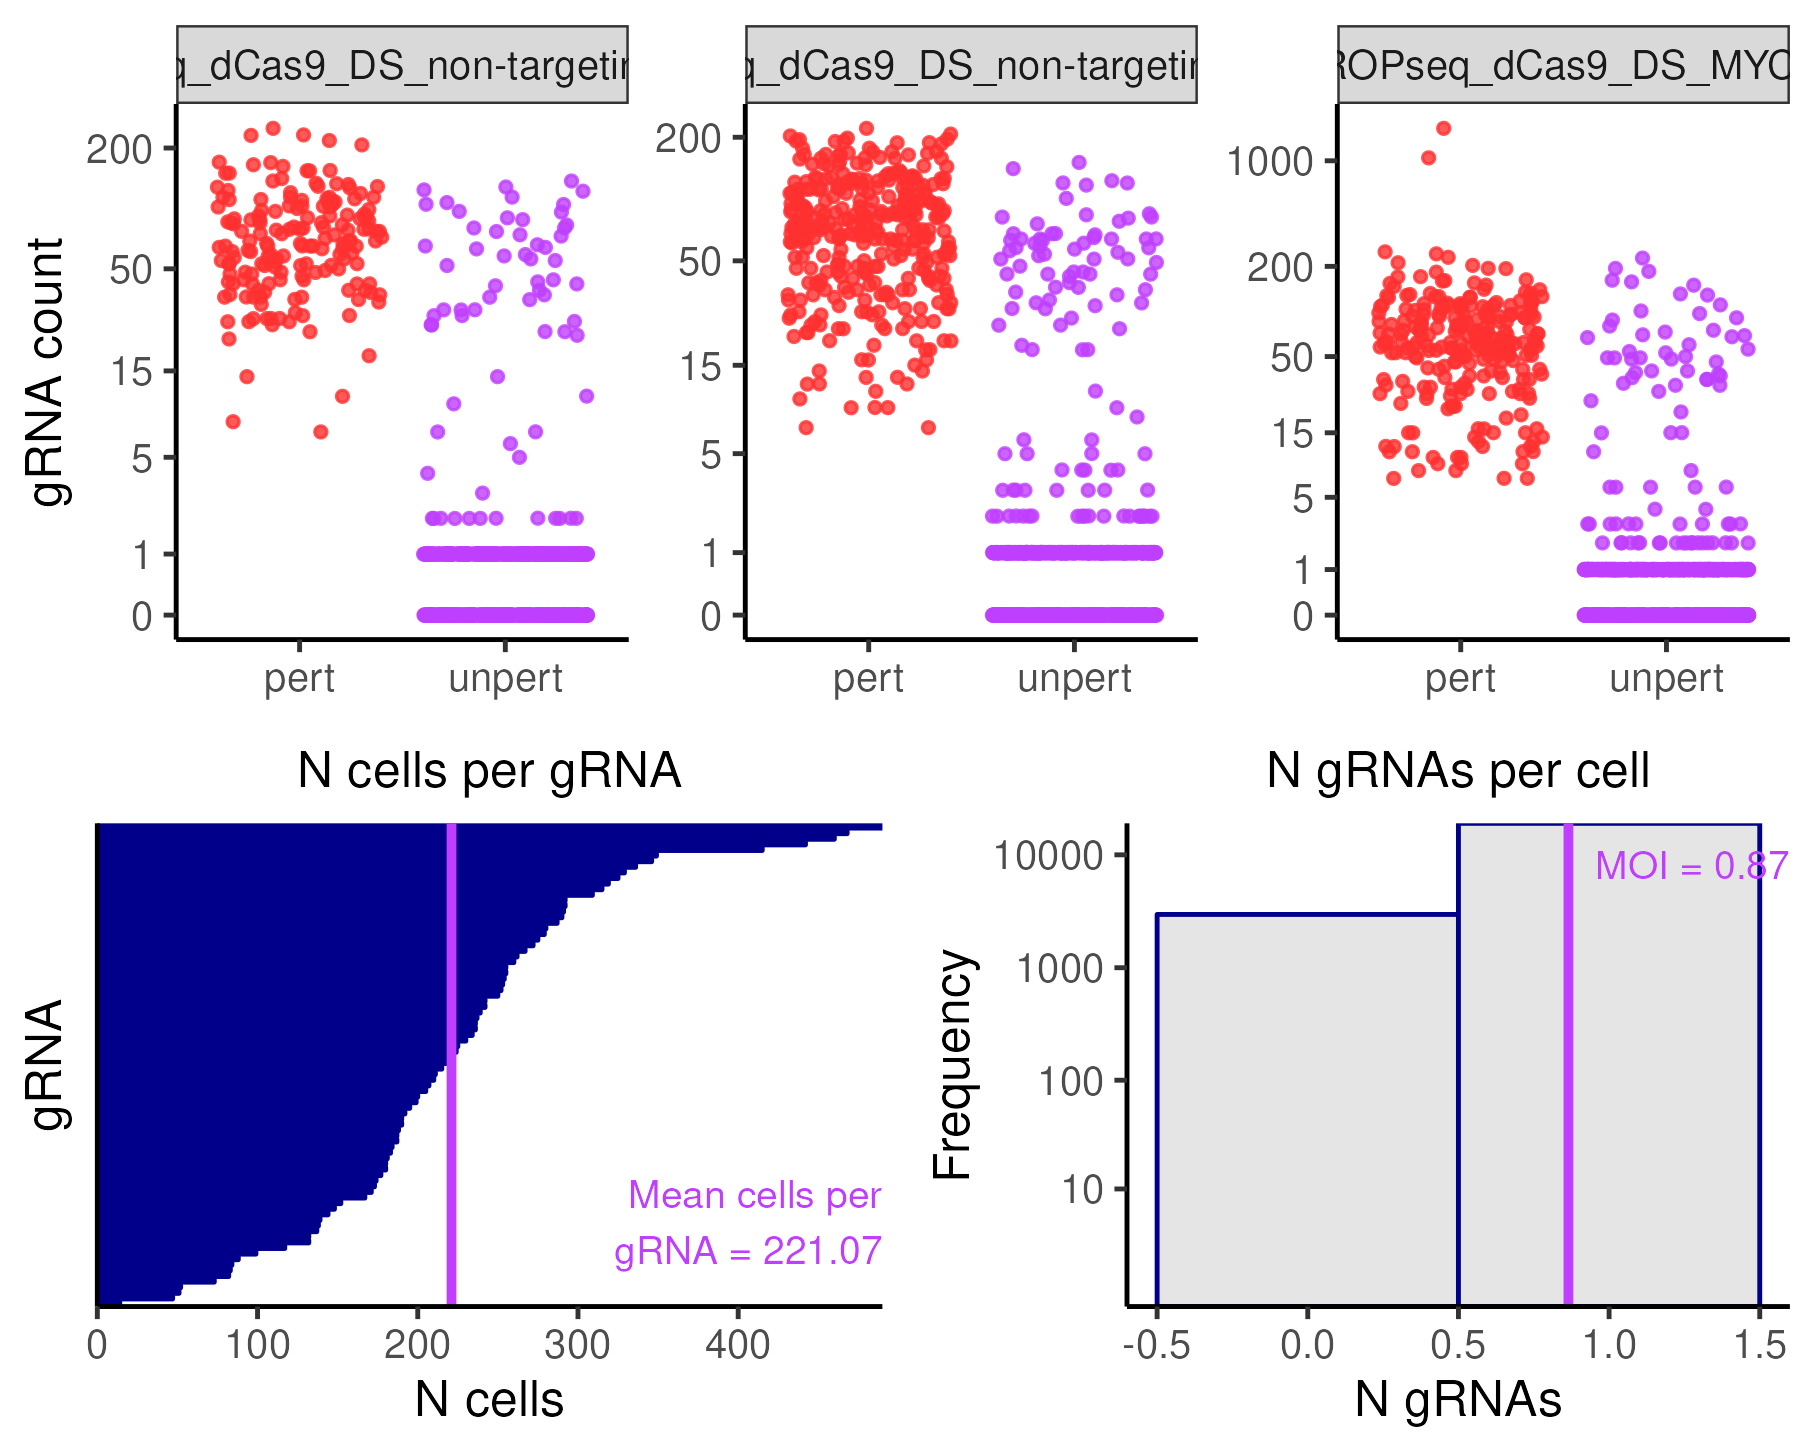 q_dCas9_DS_non-targetin
q_dCas9_DS_non-targetin
ROPseq_dCas9_DS_MYC
gRNA count
200
50
15
5
1
0
pert
unpert
200
50
15
5
1
0
pert
unpert
1000
200
50
15
5
1
0
pert
unpert
N cells per gRNA
gRNA
Mean cells per
gRNA = 221.07
0
100
200
300
400
N cells
N gRNAs per cell
Frequency
10000
1000
100
10
MOI = 0.87
-0.5
0.0
0.5
1.0
1.5
N gRNAs